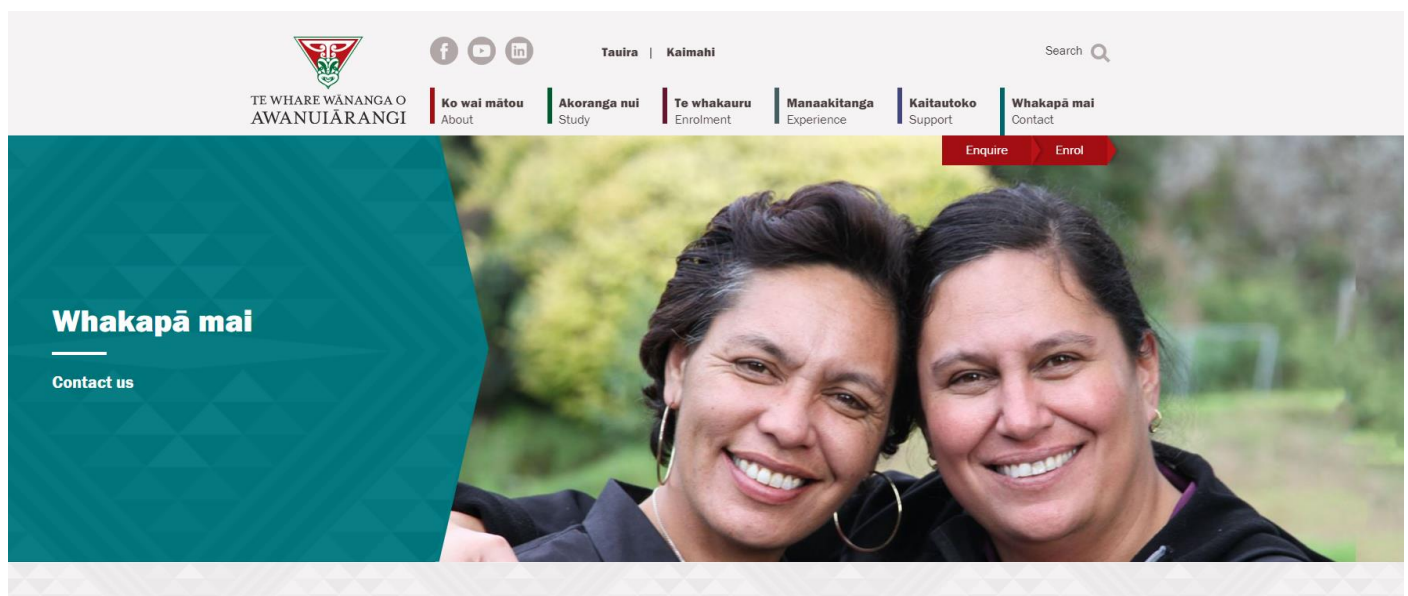 TE WHARE WĀNANGA O
AWANUIĀRANGI
Tauira | Kaimahi
Search
Ko wai mātou
About
Akoranga nui
Study
Te whakauru
Enrolment
Manaakitanga
Experience
Kaitautoko
Support
Whakapā mai
Contact
Enquire
Enrol
Whakapā mai
Contact us